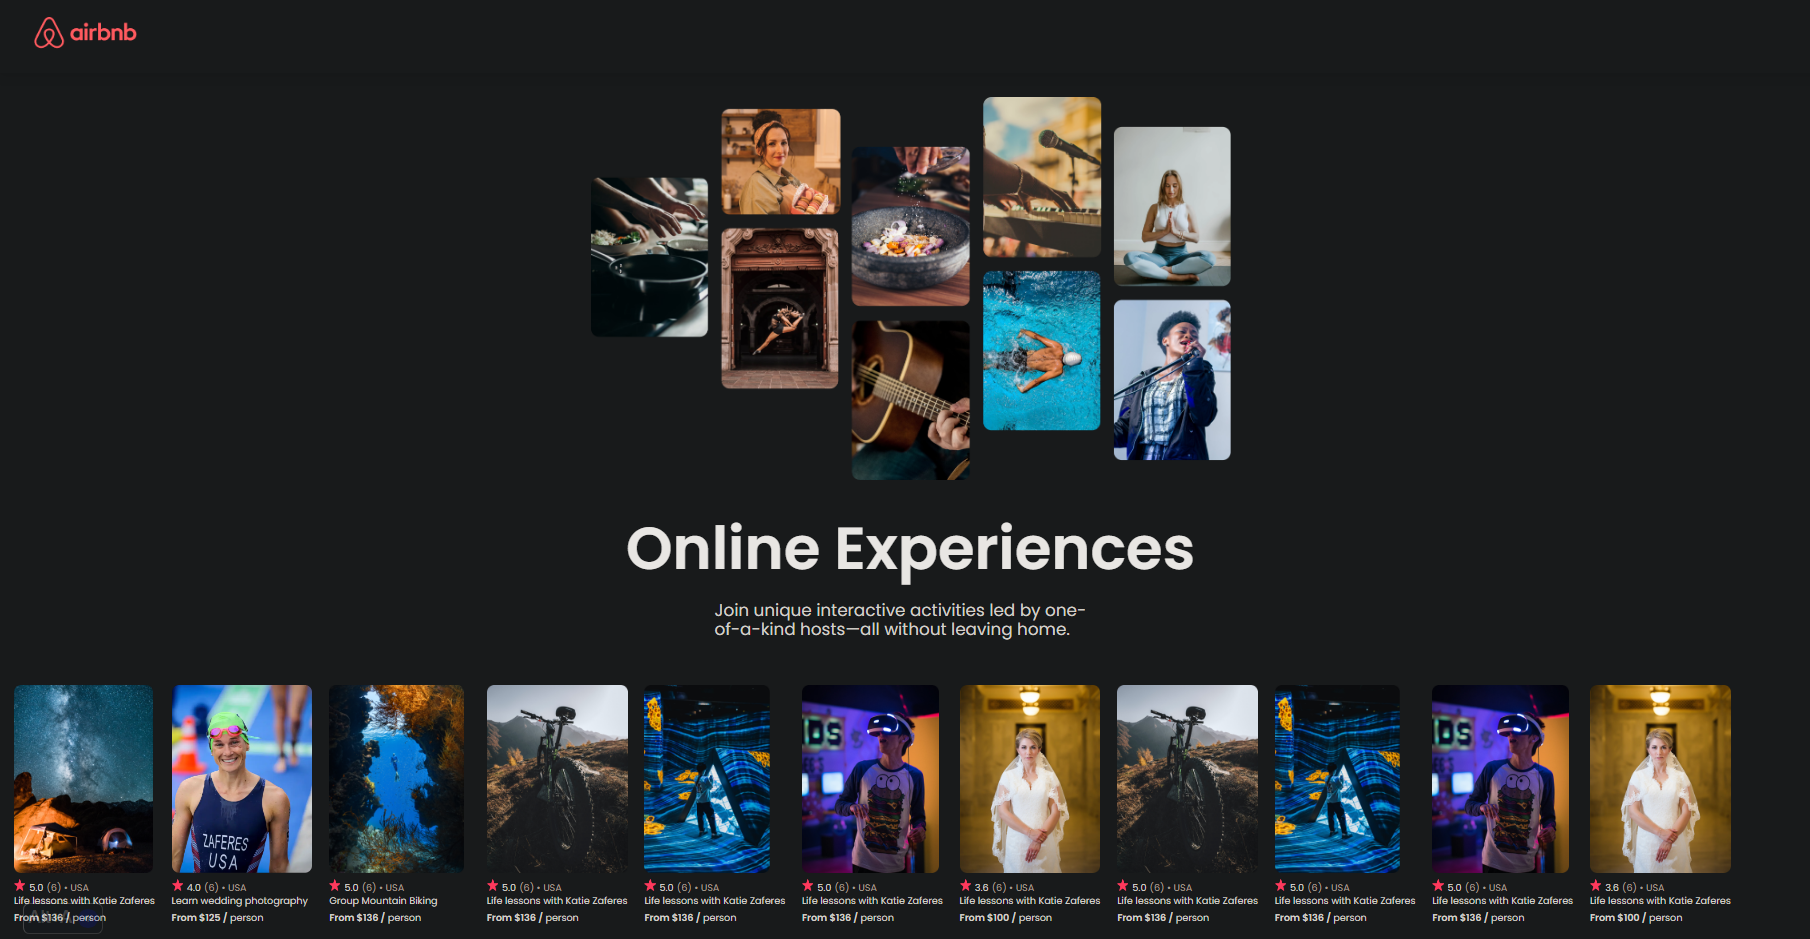 airbnb
Online Experiences
Join unique interactive activities led by one-
of-a-kind hosts—all without leaving home.
ZAFERES
USA
5.0 (6) • USA
Life lessons with Katie Zaferes
From $136 / person
4.0 (6) • USA
Learn wedding photography
From $125 / person
5.0 (6) • USA
Group Mountain Biking
From $136 / person
5.0 (6) • USA
Life lessons with Katie Zaferes
From $136 / person
5.0 (6) • USA
Life lessons with Katie Zaferes
From $136 / person
5.0 (6) • USA
Life lessons with Katie Zaferes
From $136 / person
3.6 (6) • USA
Life lessons with Katie Zaferes
From $100 / person
5.0 (6) • USA
Life lessons with Katie Zaferes
From $136 / person
5.0 (6) • USA
Life lessons with Katie Zaferes
From $136 / person
5.0 (6) • USA
Life lessons with Katie Zaferes
From $136 / person
3.6 (6) • USA
Life lessons with Katie Zaferes
From $100 / person